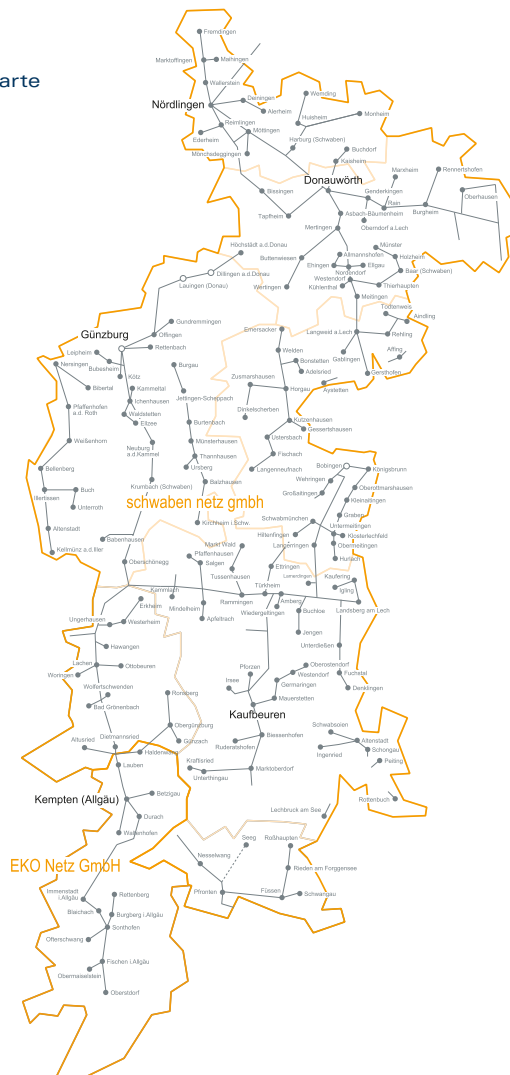 arte
Fremdingen
Marktoffingen
Maihingen
Wallerstein
Nördlingen
Deiningen
Alerheim
Wemding
Reimlingen
Huisheim
Monheim
Ederheim
Möttingen
Harburg (Schwaben)
Mönchsdeggingen
Buchdorf
Kaisheim
Donauwörth
Marxheim
Rennertshofen
Bissingen
Genderkingen
Oberhausen
Rain
Tapfheim
Asbach-Bäumenheim
Burgheim
Mertingen
Oberndorf a.Lech
Höchstädt a.d.Donau
Münster
Buttenwiesen
Allmannshofen
Holzheim
Ehingen
Ellgau
Dillingen a.d.Donau
Nordendorf
Baar (Schwaben)
Westendorf
Lauingen (Donau)
Wertingen
Kühlenthal
Thierhaupten
Meitingen
Todtenweis
Gundremmingen
Aindling
Emersacker
Günzburg
Offingen
Langweid a.Lech
Rehling
Rettenbach
Welden
Affing
Leipheim
Bonstetten
Gablingen
Nersingen
Bubesheim
Burgau
Adelsried
Gersthofen
Kötz
Zusmarshausen
Bibertal
Kammeltal
Horgau
Aystetten
Ichenhausen
Jettingen-Scheppach
Pfaffenhofen
a.d. Roth
Waldstetten
Dinkelscherben
Ellzee
Burtenbach
Kutzenhausen
Gessertshausen
Weißenhorn
Neuburg
a.d.Kammel
Münsterhausen
Ustersbach
Thannhausen
Fischach
Bellenberg
Ursberg
Langenneufnach
Bobingen
Königsbrunn
Krumbach (Schwaben)
Balzhausen
Wehringen
Illertissen
Buch
Großaitingen
Oberottmarshausen
Unterroth
schwaben netz gmbh
Kleinaitingen
Graben
Altenstadt
Kirchheim i.Schw.
Schwabmünchen
Untermeitingen
Babenhausen
Hiltenfingen
Klosterlechfeld
Kellmünz a.d.Iller
Markt Wald
Langerringen
Obermeitingen
Oberschönegg
Pfaffenhausen
Hurlach
Salgen
Ettringen
Tussenhausen
Lamerdingen
Kaufering
Kammlach
Türkheim
Igling
Erkheim
Mindelheim
Rammingen
Amberg
Wiedergeltingen
Buchloe
Landsberg am Lech
Ungerhausen
Westerheim
Apfeltrach
Jengen
Hawangen
Unterdießen
Lachen
Ottobeuren
Pforzen
Oberostendorf
Woringen
Irsee
Westendorf
Fuchstal
Wolfertschwenden
Ronsberg
Germaringen
Denklingen
Bad Grönenbach
Mauerstetten
Kaufbeuren
Dietmannsried
Obergünzburg
Schwabsoien
Altusried
Günzach
Biessenhofen
Altenstadt
Haldenwang
Ruderatshofen
Ingenried
Schongau
Lauben
Kraftisried
Peiting
Unterthingau
Marktoberdorf
Kempten (Allgäu)
Betzigau
Rottenbuch
Durach
Lechbruck am See
Waltenhofen
Seeg
Roßhaupten
EKO Netz GmbH
Nesselwang
Rieden am Forggensee
Immenstadt
i.Allgäu
Rettenberg
Pfronten
Füssen
Schwangau
Blaichach
Burgberg i.Allgäu
Sonthofen
Ofterschwang
Fischen i.Allgäu
Obermaiselstein
Oberstdorf